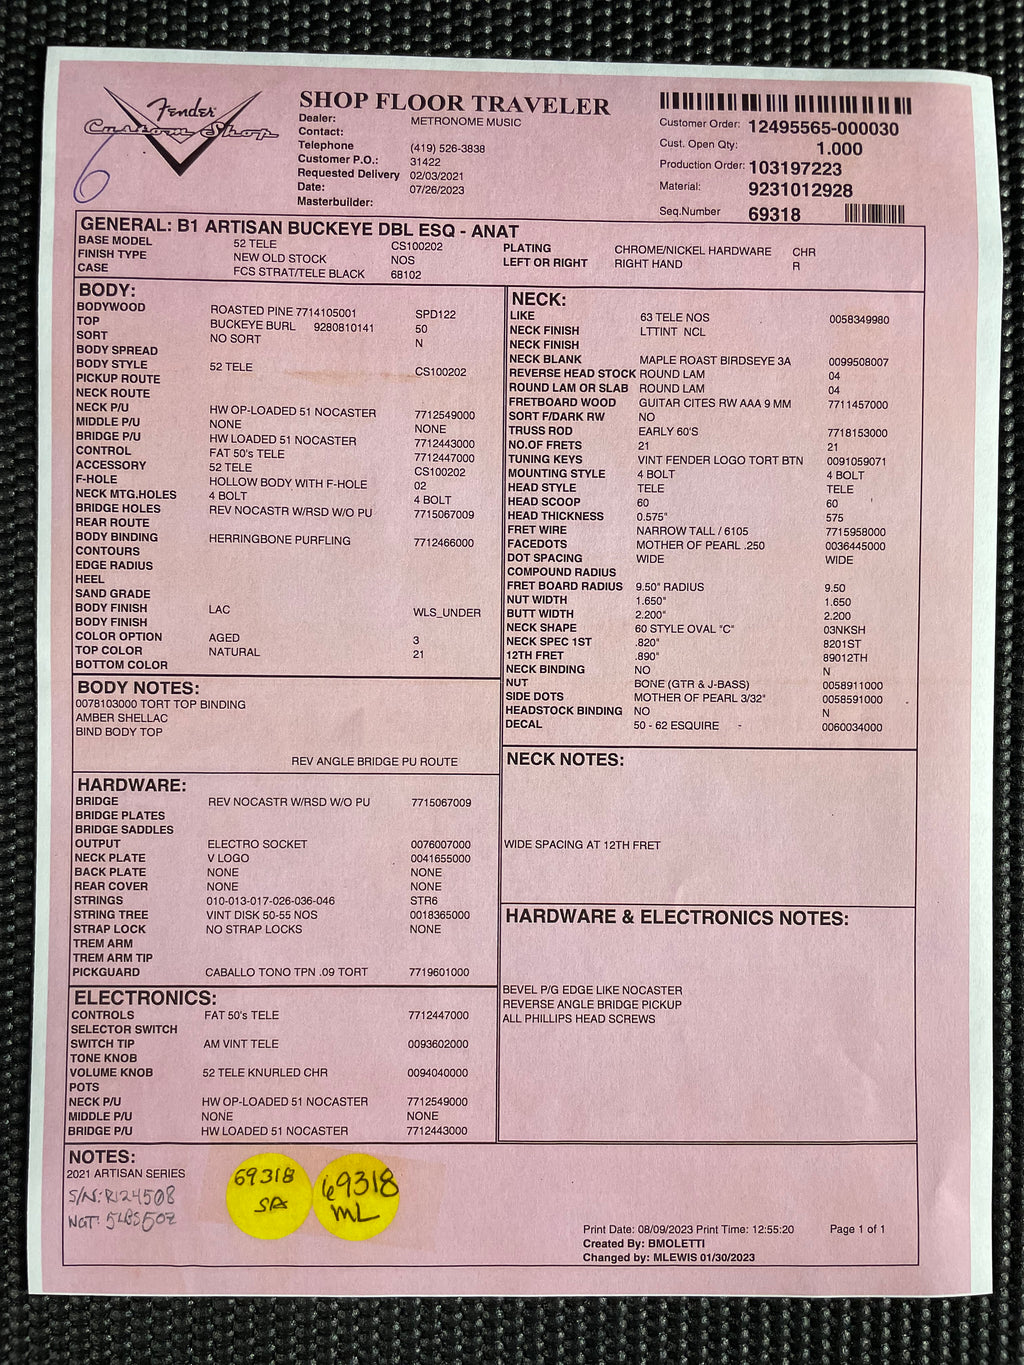 Fender
Custom Shop
6
SHOP FLOOR TRAVELER
Dealer: METRONOME MUSIC
Contact:
Telephone (419) 526-3838
Customer P.O.: 31422
Requested Delivery 02/03/2021
Date: 07/26/2023
Masterbuilder:
Customer Order: 12495565-000030
Cust. Open Qty: 1.000
Production Order: 103197223
Material: 9231012928
Seq.Number 69318
GENERAL: B1 ARTISAN BUCKEYE DBL ESQ - ANAT
BASE MODEL 52 TELE CS100202
FINISH TYPE NEW OLD STOCK NOS
CASE FCS STRAT/TELE BLACK 68102
PLATING CHROME/NICKEL HARDWARE CHR
LEFT OR RIGHT RIGHT HAND R
BODY:
BODYWOOD ROASTED PINE 7714105001 SPD122
TOP BUCKEYE BURL 9280810141 50
SORT NO SORT N
BODY SPREAD
BODY STYLE 52 TELE CS100202
PICKUP ROUTE
NECK ROUTE
NECK P/U HW OP-LOADED 51 NOCASTER 7712549000
MIDDLE P/U NONE NONE
BRIDGE P/U HW LOADED 51 NOCASTER 7712443000
CONTROL FAT 50's TELE 7712447000
ACCESSORY 52 TELE CS100202
F-HOLE HOLLOW BODY WITH F-HOLE 02
NECK MTG.HOLES 4 BOLT 4 BOLT
BRIDGE HOLES REV NOCASTR W/RSD W/O PU 7715067009
REAR ROUTE
BODY BINDING HERRINGBONE PURFLING 7712466000
CONTOURS
EDGE RADIUS
HEEL
SAND GRADE
BODY FINISH LAC WLS_UNDER
BODY FINISH
COLOR OPTION AGED 3
TOP COLOR NATURAL 21
BOTTOM COLOR
BODY NOTES:
0078103000 TORT TOP BINDING
AMBER SHELLAC
BIND BODY TOP
REV ANGLE BRIDGE PU ROUTE
HARDWARE:
BRIDGE REV NOCASTR W/RSD W/O PU 7715067009
BRIDGE PLATES
BRIDGE SADDLES
OUTPUT ELECTRO SOCKET 0076007000
NECK PLATE V LOGO 0041655000
BACK PLATE NONE NONE
REAR COVER NONE NONE
STRINGS 010-013-017-026-036-046 STR6
STRING TREE VINT DISK 50-55 NOS 0018365000
STRAP LOCK NO STRAP LOCKS NONE
TREM ARM
TREM ARM TIP
PICKGUARD CABALLO TONO TPN .09 TORT 7719601000
ELECTRONICS:
CONTROLS FAT 50's TELE 7712447000
SELECTOR SWITCH
SWITCH TIP AM VINT TELE 0093602000
TONE KNOB
VOLUME KNOB 52 TELE KNURLED CHR 0094040000
POTS
NECK P/U HW OP-LOADED 51 NOCASTER 7712549000
MIDDLE P/U NONE NONE
BRIDGE P/U HW LOADED 51 NOCASTER 7712443000
NECK:
LIKE 63 TELE NOS 0058349980
NECK FINISH LTTINT NCL
NECK FINISH
NECK BLANK MAPLE ROAST BIRDSEYE 3A 0099508007
REVERSE HEAD STOCK ROUND LAM 04
ROUND LAM OR SLAB ROUND LAM 04
FRETBOARD WOOD GUITAR CITES RW AAA 9 MM 7711457000
SORT F/DARK RW NO
TRUSS ROD EARLY 60'S 7718153000
NO.OF FRETS 21 21
TUNING KEYS VINT FENDER LOGO TORT BTN 0091059071
MOUNTING STYLE 4 BOLT 4 BOLT
HEAD STYLE TELE TELE
HEAD SCOOP 60 60
HEAD THICKNESS 0.575" 575
FRET WIRE NARROW TALL / 6105 7715958000
FACEDOTS MOTHER OF PEARL .250 0036445000
DOT SPACING WIDE WIDE
COMPOUND RADIUS
FRET BOARD RADIUS 9.50" RADIUS 9.50
NUT WIDTH 1.650" 1.650
BUTT WIDTH 2.200" 2.200
NECK SHAPE 60 STYLE OVAL "C" 03NKSH
NECK SPEC 1ST .820" 8201ST
12TH FRET .890" 89012TH
NECK BINDING NO N
NUT BONE (GTR & J-BASS) 0058911000
SIDE DOTS MOTHER OF PEARL 3/32" 0058591000
HEADSTOCK BINDING NO N
DECAL 50 - 62 ESQUIRE - 0060034000
NECK NOTES:
WIDE SPACING AT 12TH FRET
HARDWARE & ELECTRONICS NOTES:
BEVEL P/G EDGE LIKE NOCASTER
REVERSE ANGLE BRIDGE PICKUP
ALL PHILLIPS HEAD SCREWS
NOTES:
2021 ARTISAN SERIES
S/N: R124508
WGT: 5LBS 5OZ
69318
SA
69318
ML
Print Date: 08/09/2023 Print Time: 12:55:20 Page 1 of 1
Created By: BMOLETTI
Changed by: MLEWIS 01/30/2023